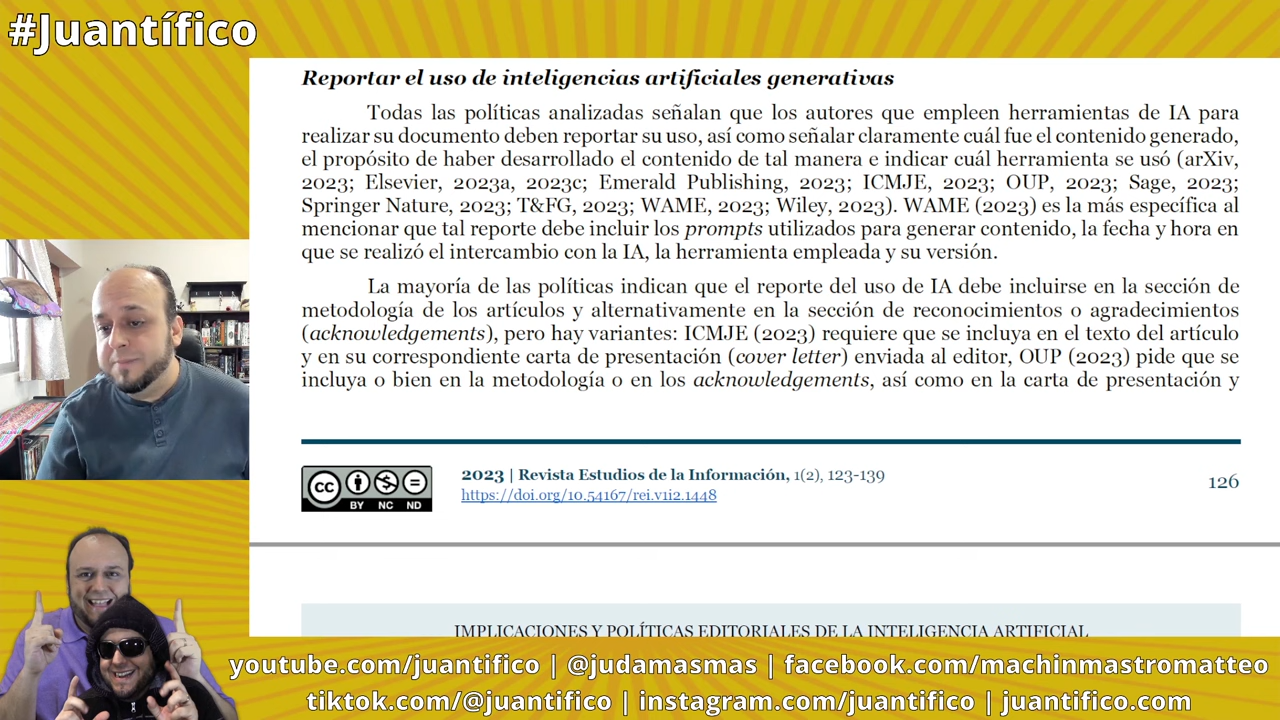 #Juantífico
Reportar el uso de inteligencias artificiales generativas
Todas las políticas analizadas señalan que los autores que empleen herramientas de IA para
realizar su documento deben reportar su uso, así como señalar claramente cuál fue el contenido generado,
el propósito de haber desarrollado el contenido de tal manera e indicar cuál herramienta se usó (arXiv,
2023; Elsevier, 2023a, 2023c; Emerald Publishing, 2023; ICMJE, 2023; OUP, 2023; Sage, 2023;
Springer Nature, 2023; T&FG, 2023; WAME, 2023; Wiley, 2023). WAME (2023) es la más específica al
mencionar que tal reporte debe incluir los prompts utilizados para generar contenido, la fecha y hora en
que se realizó el intercambio con la IA, la herramienta empleada y su versión.
La mayoría de las políticas indican que el reporte del uso de IA debe incluirse en la sección de
metodología de los artículos y alternativamente en la sección de reconocimientos o agradecimientos
(acknowledgements), pero hay variantes: ICMJE (2023) requiere que se incluya en el texto del artículo
y en su correspondiente carta de presentación (cover letter) enviada al editor, OUP (2023) pide que se
incluya o bien en la metodología o en los acknowledgements, así como en la carta de presentación y
cc BY NC ND
2023 | Revista Estudios de la Información, 1(2), 123-139
https://doi.org/10.54167/rei.v1i2.1448
126
IMPLICACIONES Y POLÍTICAS EDITORIALES DE LA INTELIGENCIA ARTIFICIAL
youtube.com/juantifico | @judamasmas | facebook.com/machinmastromatteo
tiktok.com/@juantifico | instagram.com/juantifico | juantifico.com